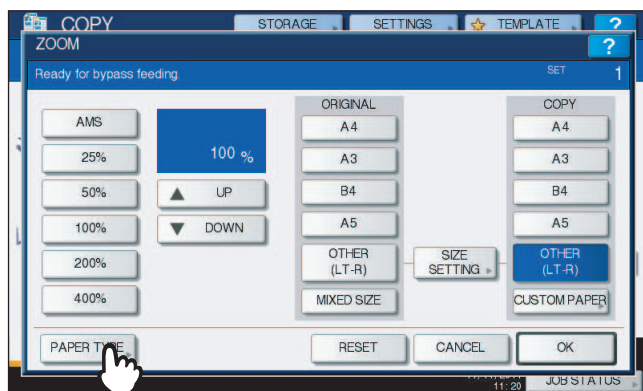 COPY
STORAGE
SETTINGS
TEMPLATE
?
ZOOM
?
Ready for bypass feeding
SET 1
ORIGINAL
COPY
AMS
100 %
A4
A4
25%
A3
A3
50%
UP
B4
B4
100%
DOWN
A5
A5
200%
OTHER
(LT-R)
SIZE
SETTING
OTHER
(LT-R)
400%
MIXED SIZE
CUSTOM PAPER
PAPER TYPE
RESET
CANCEL
OK
11:20
JOB STATUS